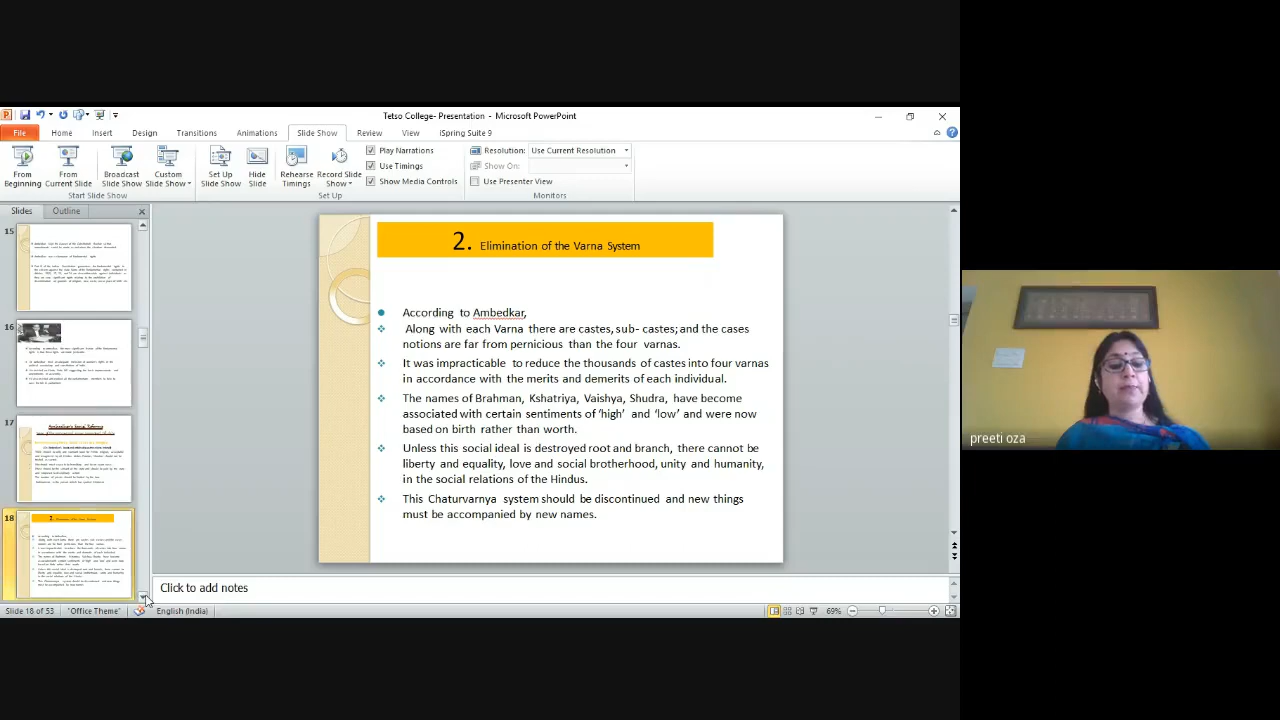 Tetso College- Presentation - Microsoft PowerPoint
File Home Insert Design Transitions Animations Slide Show Review View iSpring Suite 9
From Beginning
From Current Slide
Broadcast Slide Show
Custom Slide Show
Set Up Slide Show
Hide Slide
Rehearse Timings
Record Slide Show
Play Narrations
Use Timings
Show Media Controls
Resolution: Use Current Resolution
Show On:
Use Presenter View
Start Slide Show Set Up Monitors
Slides Outline
15
16
17
18
2. Elimination of the Varna System
According to Ambedkar,
Along with each Varna there are castes, sub- castes; and the case
notions are far from pernicious than the four varnas.
It was impracticable to reduce the thousands of castes into four varnas
in accordance with the merits and demerits of each individual.
The names of Brahman, Kshatriya, Vaishya, Shudra, have become
associated with certain sentiments of 'high' and 'low' and were now
based on birth rather than worth.
Unless this social label is destroyed root and branch, there cannot be
liberty and equality, love and social brotherhood, unity and humanity,
in the social relations of the Hindus.
This Chaturvarnya system should be discontinued and new things
must be accompanied by new names.
Click to add notes
Slide 18 of 53 "Office Theme" English (India) 69%
preeti oza